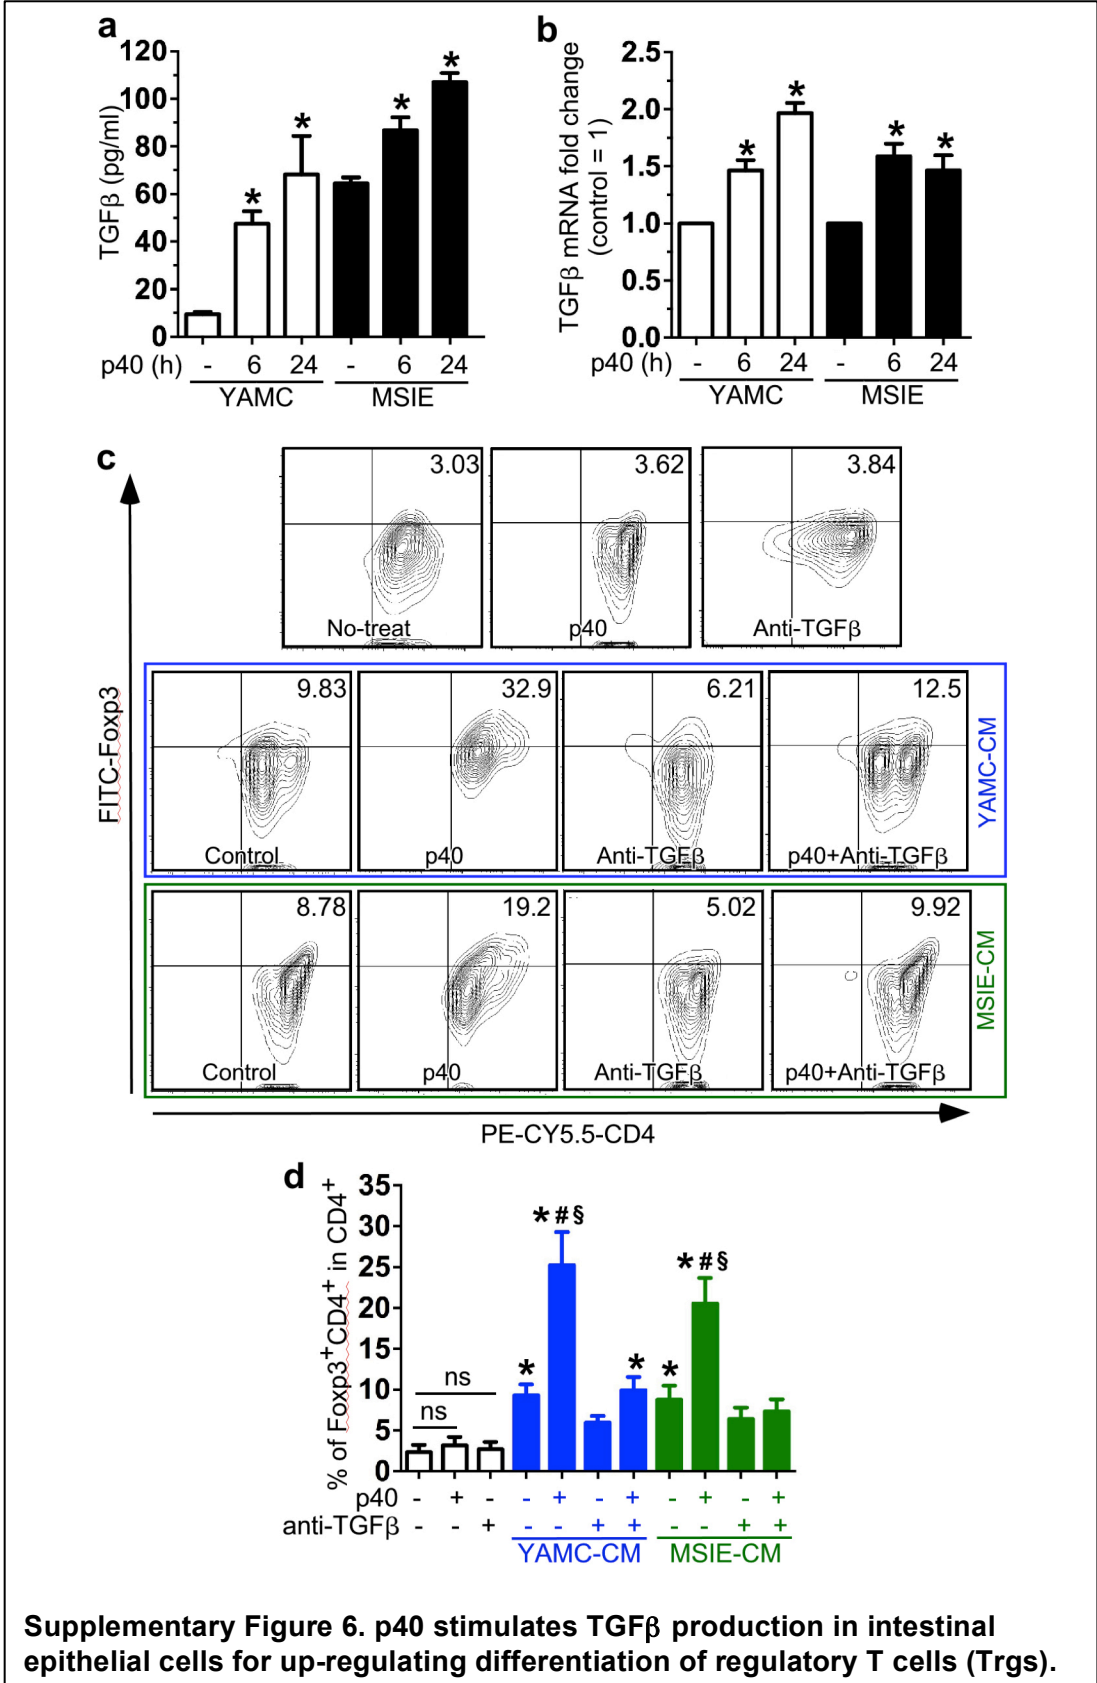 a
120
100
80
60
40
20
0
TGFβ (pg/ml)
* * * *
p40 (h) - 6 24 - 6 24
YAMC MSIE
b
2.5
2.0
1.5
1.0
0.5
0.0
TGFβ mRNA fold change
(control = 1)
* * * *
p40 (h) - 6 24 - 6 24
YAMC MSIE
c
3.03 3.62 3.84
No-treat p40 Anti-TGFβ
9.83 32.9 6.21 12.5
Control p40 Anti-TGFβ p40+Anti-TGFβ
YAMC-CM
8.78 19.2 5.02 9.92
Control p40 Anti-TGFβ p40+Anti-TGFβ
MSIE-CM
FITC-Foxp3
PE-CY5.5-CD4
d
35
30
25
20
15
10
5
0
% of Foxp3+CD4+ in CD4+
ns
ns
* *#§ * * *#§
p40 - + - - + - + - + - +
anti-TGFβ - - + - - + + - - + +
YAMC-CM MSIE-CM
Supplementary Figure 6. p40 stimulates TGFβ production in intestinal
epithelial cells for up-regulating differentiation of regulatory T cells (Trgs).